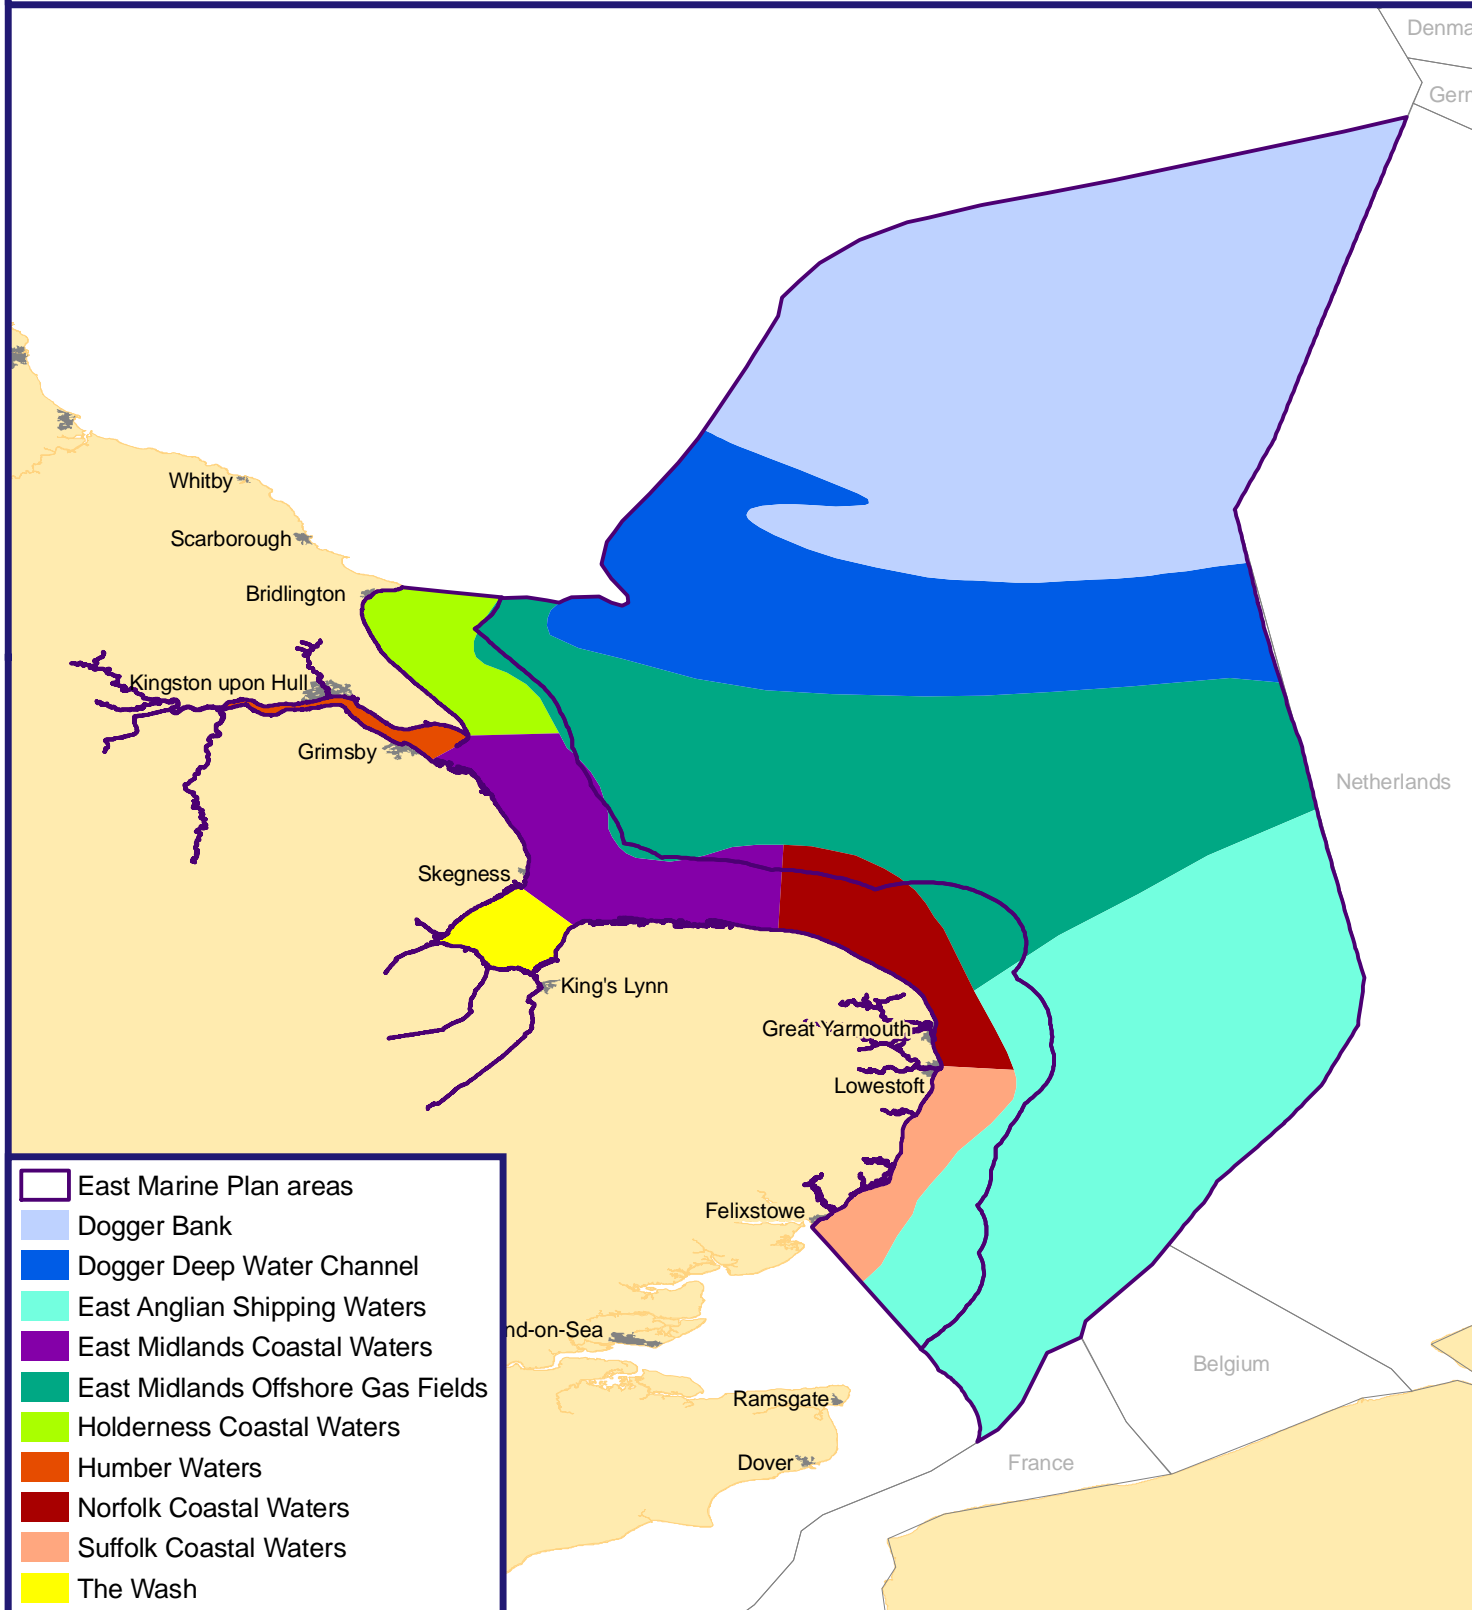 Denma
Gerr
Whitby
Scarborough
Bridlington
Kingston upon Hull
Grimsby
Netherlands
Skegness
King's Lynn
Great Yarmouth
Lowestoft
Felixstowe
nd-on-Sea
Belgium
Ramsgate
Dover
France
East Marine Plan areas
Dogger Bank
Dogger Deep Water Channel
East Anglian Shipping Waters
East Midlands Coastal Waters
East Midlands Offshore Gas Fields
Holderness Coastal Waters
Humber Waters
Norfolk Coastal Waters
Suffolk Coastal Waters
The Wash